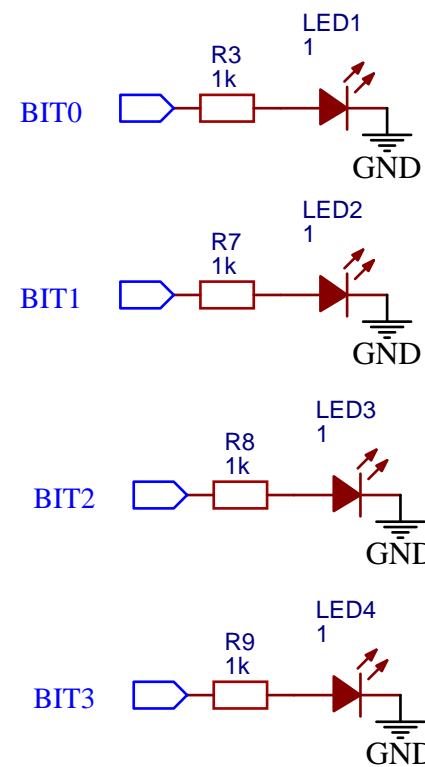 LED1
1
R3
1k
BIT0
GND
LED2
1
R7
1k
BIT1
GND
LED3
1
R8
1k
BIT2
GND
LED4
1
R9
1k
BIT3
GND